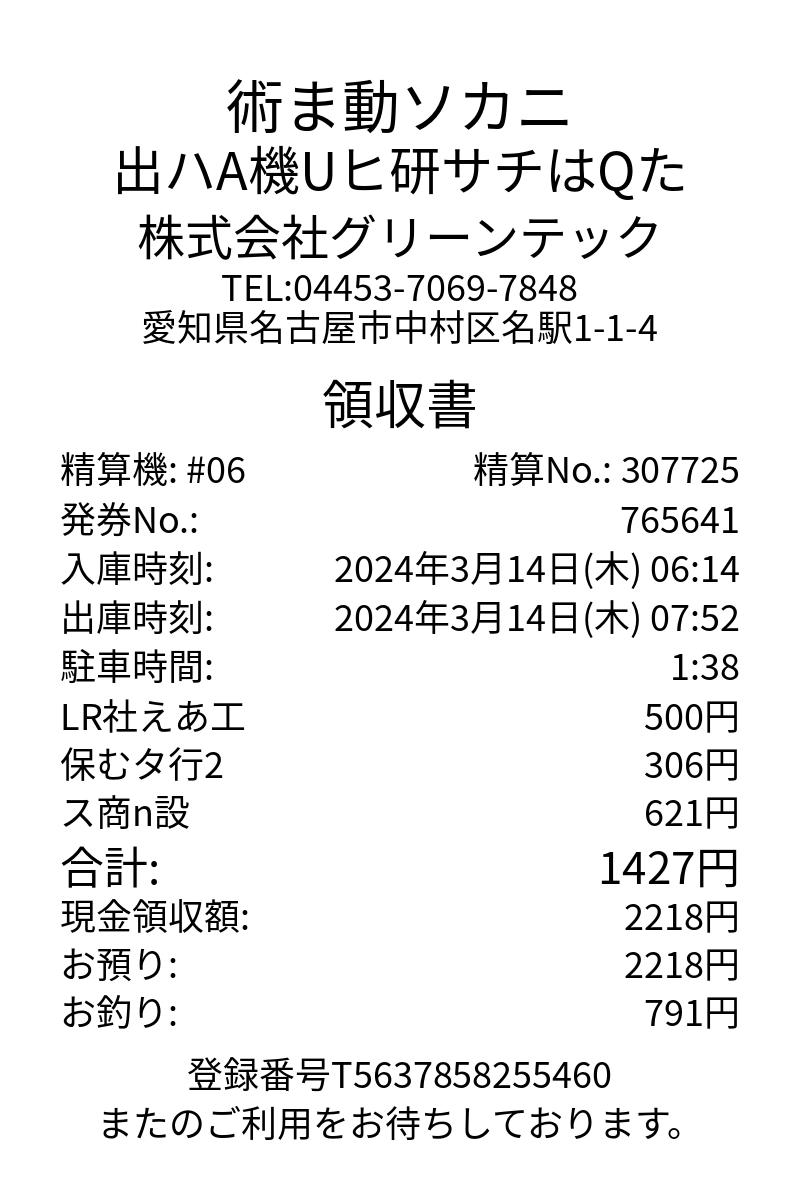 術ま動ソカニ
出ハA機Uヒ研サチはQた
株式会社グリーンテック
TEL:04453-7069-7848
愛知県名古屋市中村区名駅1-1-4
領収書
精算機: #06 精算No.: 307725
発券No.: 765641
入庫時刻: 2024年3月14日(木) 06:14
出庫時刻: 2024年3月14日(木) 07:52
駐車時間: 1:38
LR社えあ工 500円
保むタ行2 306円
ス商n設 621円
合計: 1427円
現金領収額: 2218円
お預り: 2218円
お釣り: 791円
登録番号T5637858255460
またのご利用をお待ちしております。